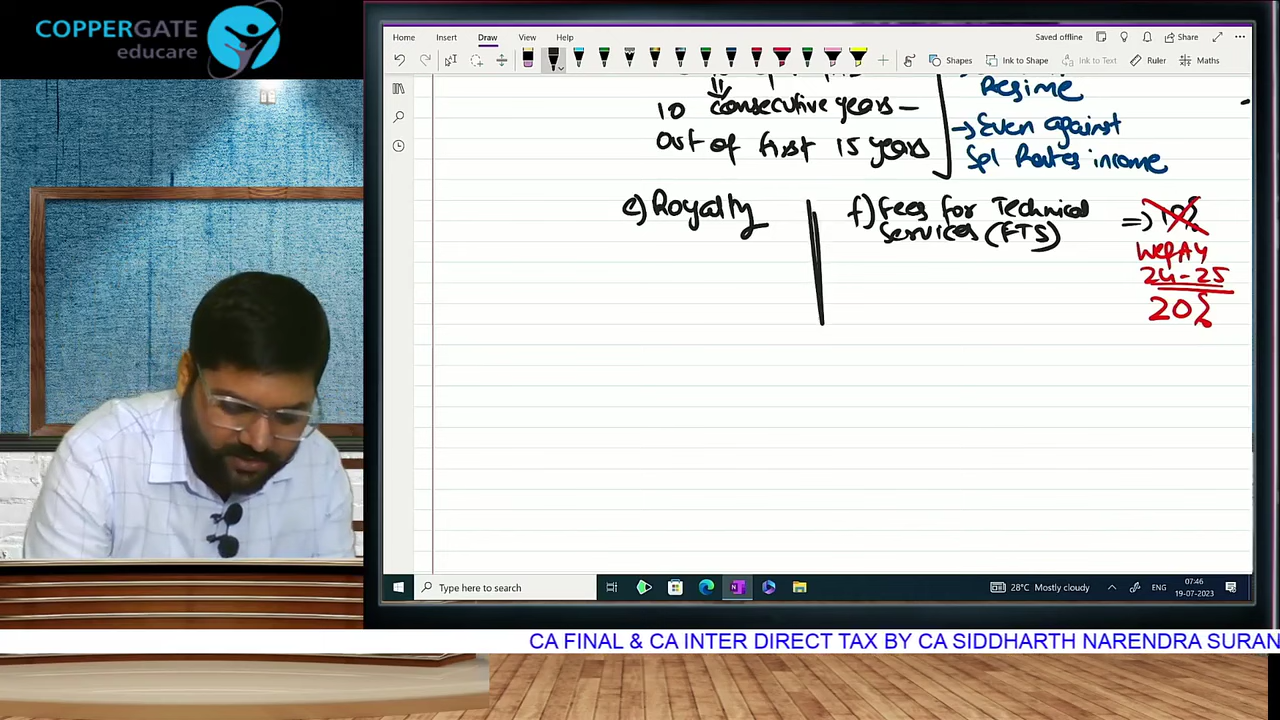 COPPERGATE
educare
Home Insert Draw View Help
Saved offline
Share
Shapes
Ink to Shape
Ink to Text
Ruler
Maths
Regime
10 consecutive years –
out of first 15 years
→ Even against
Spl Rates income
e) Royalty
f) Fees for Technical
Services (FTS)
=> 10%
WEF AY
24-25
20%
Type here to search
28°C Mostly cloudy
ENG
07:46
19-07-2023
CA FINAL & CA INTER DIRECT TAX BY CA SIDDHARTH NARENDRA SURAN